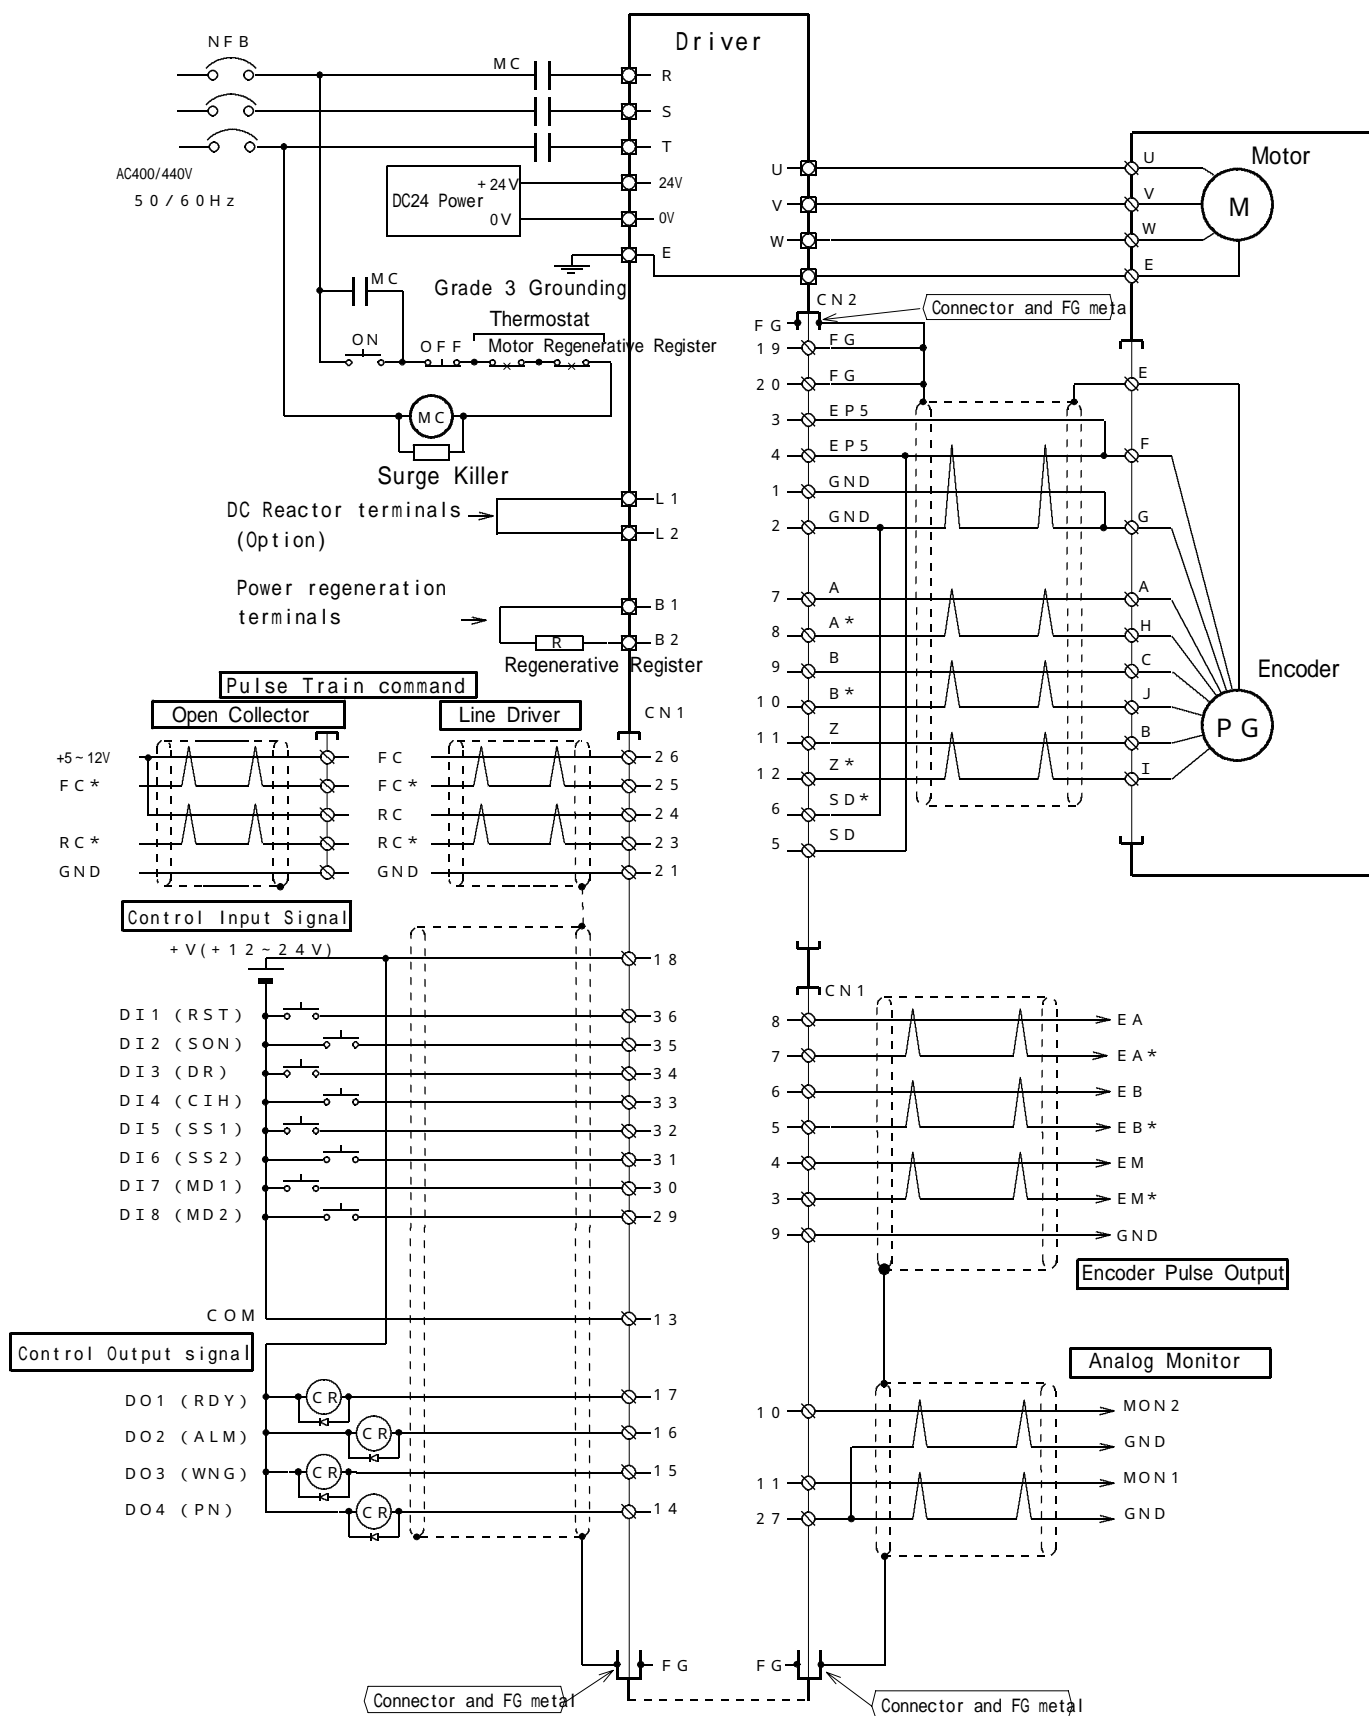 Driver
NFB
MC
R
S
T
AC400/440V
50/60Hz
DC24 Power
+24V
0V
24V
0V
E
U
V
W
U
V
W
E
Motor
M
MC
Grade 3 Grounding
Thermostat
ON
OFF
Motor Regenerative Register
MC
Surge Killer
CN2
Connector and FG meta
FG
19 FG
20 FG
3 EP5
4 EP5
1 GND
2 GND
7 A
8 A*
9 B
10 B*
11 Z
12 Z*
6 SD*
5 SD
E
F
G
A
H
C
J
B
I
Encoder
PG
DC Reactor terminals
(Option)
L1
L2
Power regeneration
terminals
B1
B2
R
Regenerative Register
Pulse Train command
Open Collector
Line Driver
CN1
+5~12V
FC*
RC*
GND
FC 26
FC* 25
RC 24
RC* 23
GND 21
Control Input Signal
+V(+12~24V)
18
DI1 (RST) 36
DI2 (SON) 35
DI3 (DR) 34
DI4 (CIH) 33
DI5 (SS1) 32
DI6 (SS2) 31
DI7 (MD1) 30
DI8 (MD2) 29
COM 13
Control Output signal
DO1 (RDY) CR 17
DO2 (ALM) CR 16
DO3 (WNG) CR 15
DO4 (PN) CR 14
FG
Connector and FG metal
CN1
8 EA
7 EA*
6 EB
5 EB*
4 EM
3 EM*
9 GND
Encoder Pulse Output
Analog Monitor
10 MON2
GND
11 MON1
27 GND
FG
Connector and FG metal